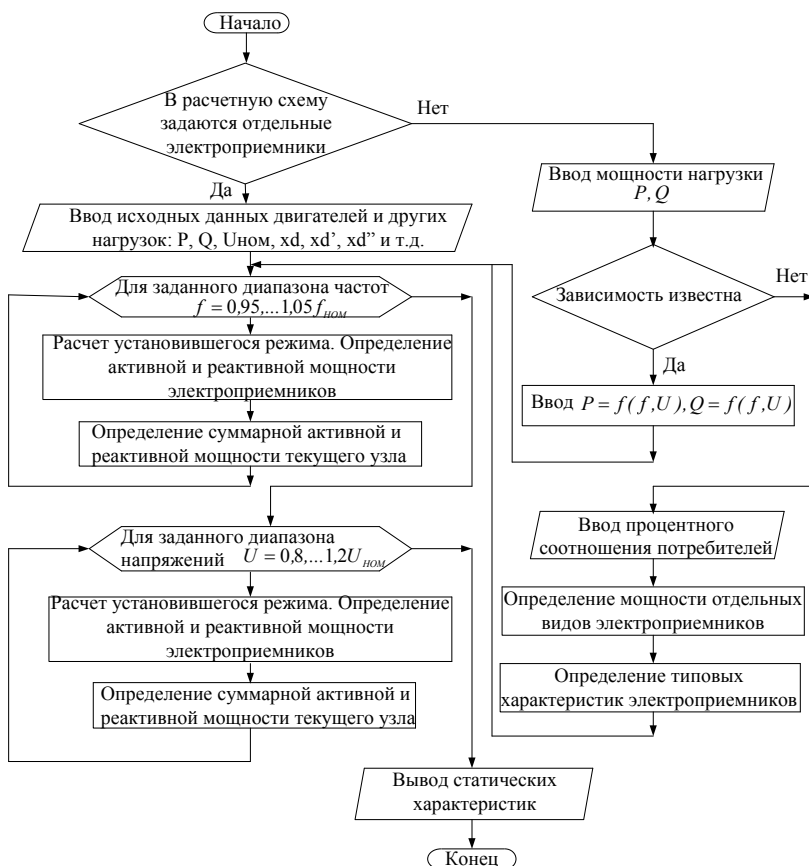 Начало
В расчетную схему
задаются отдельные
электроприемники
Нет
Да
Ввод мощности нагрузки
P, Q
Ввод исходных данных двигателей и других
нагрузок: P, Q, Uном, xd, xd’, xd” и т.д.
Для заданного диапазона частот
f = 0,95,...1,05 f НОМ
Зависимость известна
Нет
Да
Расчет установившегося режима. Определение
активной и реактивной мощности
электроприемников
Ввод P = f( f ,U ), Q = f( f ,U )
Определение суммарной активной и
реактивной мощности текущего узла
Для заданного диапазона
напряжений U = 0,8,...1,2U НОМ
Ввод процентного
соотношения потребителей
Расчет установившегося режима. Определение
активной и реактивной мощности
электроприемников
Определение мощности отдельных
видов электроприемников
Определение суммарной активной и
реактивной мощности текущего узла
Определение типовых
характеристик электроприемников
Вывод статических
характеристик
Конец